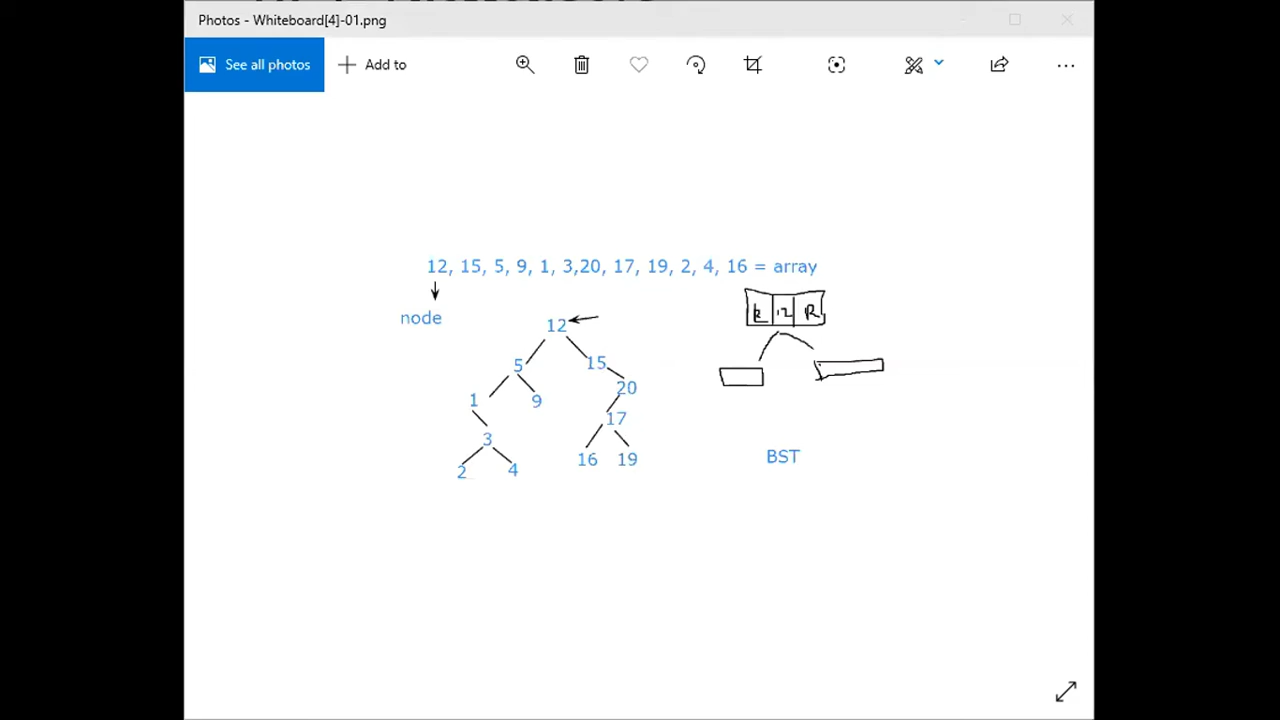 Photos - Whiteboard[4]-01.png
See all photos
Add to
12, 15, 5, 9, 1, 3,20, 17, 19, 2, 4, 16 = array
node
12
12 R
5
15
20
1
9
17
3
16
19
BST
2
4